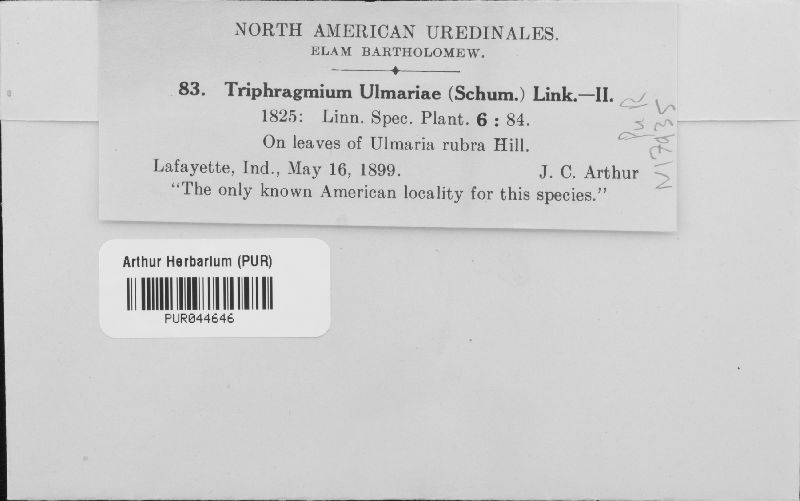 NORTH AMERICAN UREDINALES.
ELAM BARTHOLOMEW.
83. Triphragmium Ulmariae (Schum.) Link.—II.
1825: Linn. Spec. Plant. 6 : 84.
On leaves of Ulmaria rubra Hill.
Lafayette, Ind., May 16, 1899. J. C. Arthur
"The only known American locality for this species."
PUR
N17935
Arthur Herbarium (PUR)
PUR044646